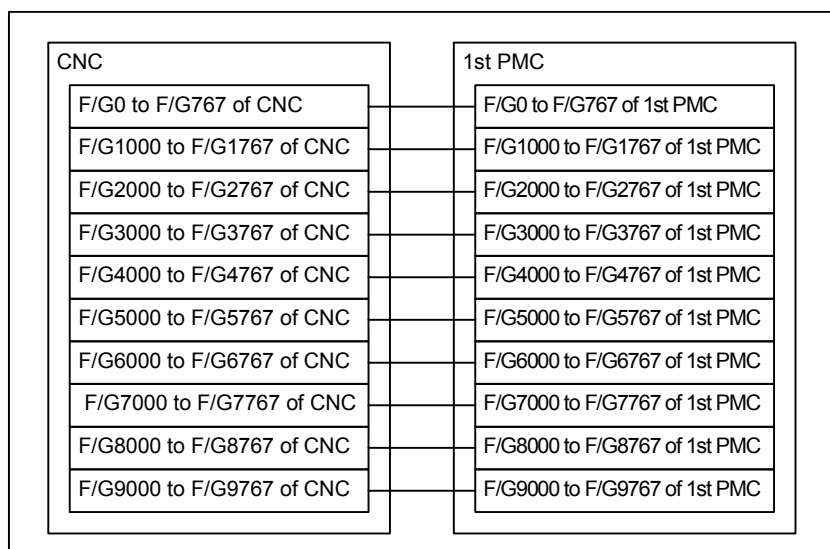 CNC
F/G0 to F/G767 of CNC
F/G1000 to F/G1767 of CNC
F/G2000 to F/G2767 of CNC
F/G3000 to F/G3767 of CNC
F/G4000 to F/G4767 of CNC
F/G5000 to F/G5767 of CNC
F/G6000 to F/G6767 of CNC
F/G7000 to F/G7767 of CNC
F/G8000 to F/G8767 of CNC
F/G9000 to F/G9767 of CNC
1st PMC
F/G0 to F/G767 of 1st PMC
F/G1000 to F/G1767 of 1st PMC
F/G2000 to F/G2767 of 1st PMC
F/G3000 to F/G3767 of 1st PMC
F/G4000 to F/G4767 of 1st PMC
F/G5000 to F/G5767 of 1st PMC
F/G6000 to F/G6767 of 1st PMC
F/G7000 to F/G7767 of 1st PMC
F/G8000 to F/G8767 of 1st PMC
F/G9000 to F/G9767 of 1st PMC